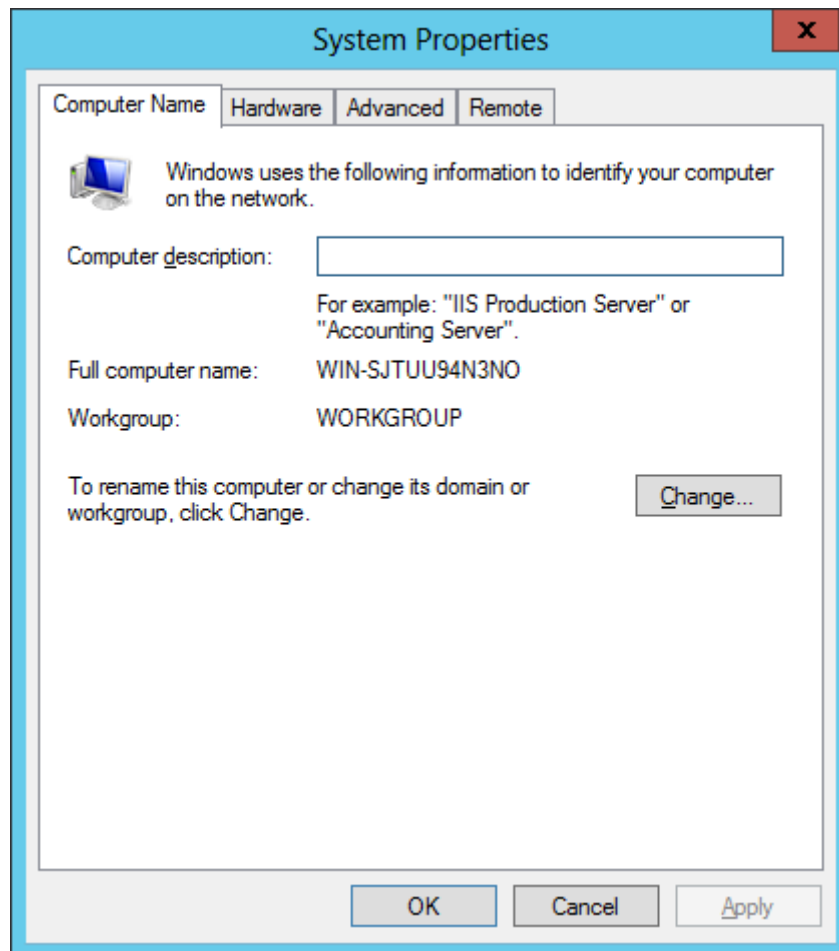 System Properties
x
Computer Name Hardware Advanced Remote
Windows uses the following information to identify your computer
on the network.
Computer description:
For example: "IIS Production Server" or
"Accounting Server".
Full computer name: WIN-SJTUU94N3NO
Workgroup: WORKGROUP
To rename this computer or change its domain or
workgroup, click Change.
Change...
OK Cancel Apply